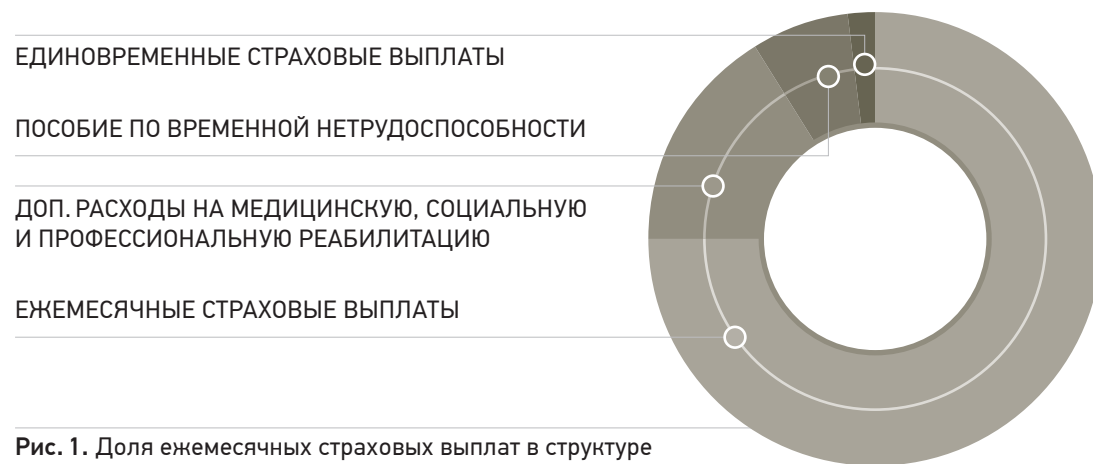 ЕДИНОВРЕМЕННЫЕ СТРАХОВЫЕ ВЫПЛАТЫ
ПОСОБИЕ ПО ВРЕМЕННОЙ НЕТРУДОСПОСОБНОСТИ
ДОП. РАСХОДЫ НА МЕДИЦИНСКУЮ, СОЦИАЛЬНУЮ
И ПРОФЕССИОНАЛЬНУЮ РЕАБИЛИТАЦИЮ
ЕЖЕМЕСЯЧНЫЕ СТРАХОВЫЕ ВЫПЛАТЫ
Рис. 1. Доля ежемесячных страховых выплат в структуре